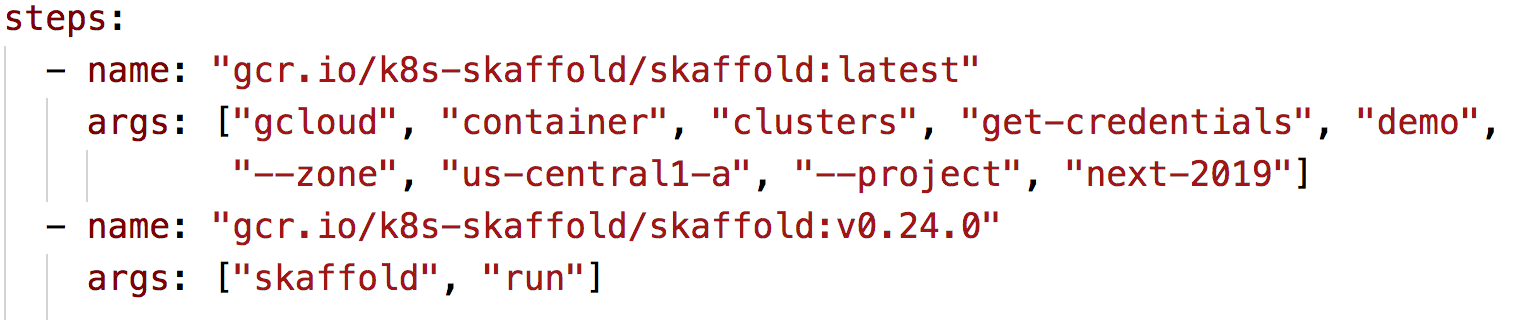 steps:
- name: "gcr.io/k8s-skaffold/skaffold:latest"
args: ["gcloud", "container", "clusters", "get-credentials", "demo",
"--zone", "us-central1-a", "--project", "next-2019"]
- name: "gcr.io/k8s-skaffold/skaffold:v0.24.0"
args: ["skaffold", "run"]